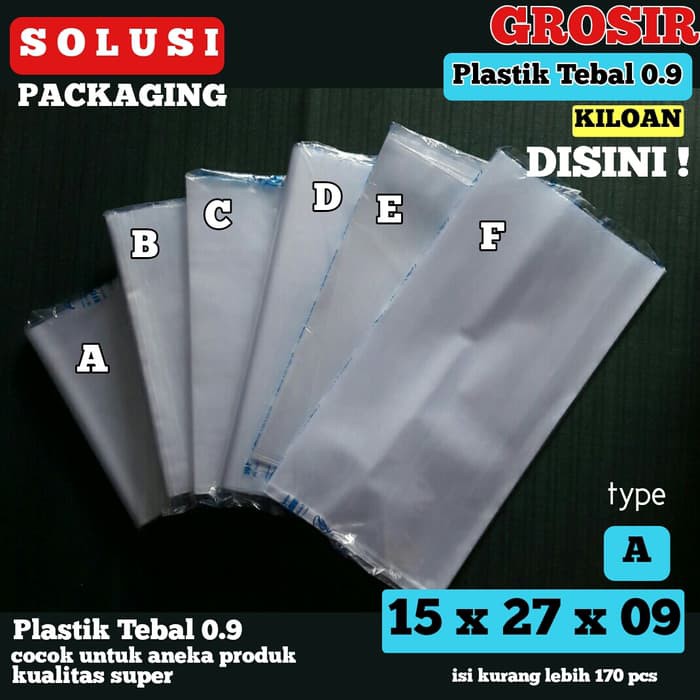 SOLUSI
PACKAGING
GROSIR
Plastik Tebal 0.9
KILOAN
DISINI !
A
B
C
D
E
F
type
A
15 x 27 x 09
isi kurang lebih 170 pcs
Plastik Tebal 0.9
cocok untuk aneka produk
kualitas super